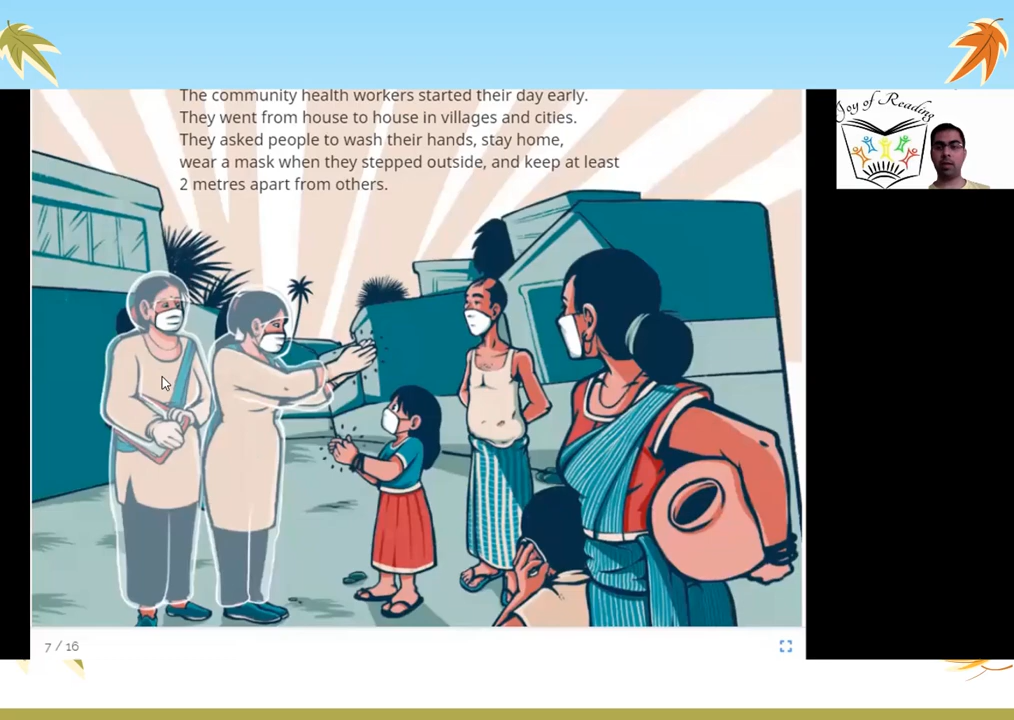 The community health workers started their day early.
They went from house to house in villages and cities.
They asked people to wash their hands, stay home,
wear a mask when they stepped outside, and keep at least
2 metres apart from others.
Joy of Reading
7 / 16